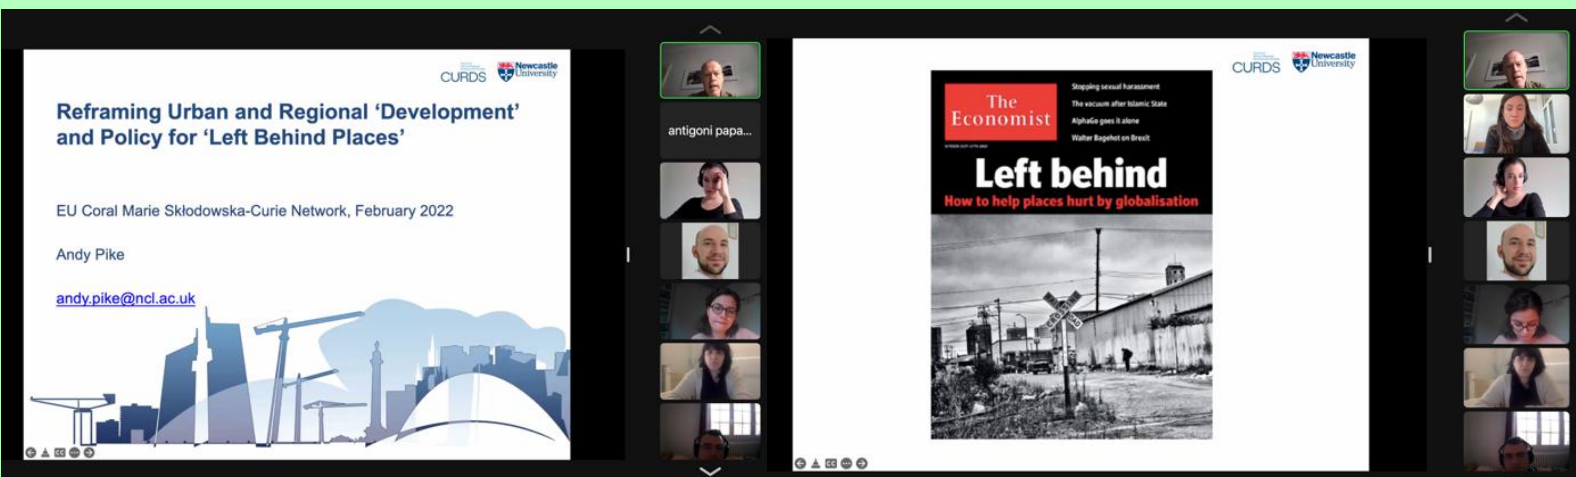 CURDS
Newcastle
University
Reframing Urban and Regional ‘Development’
and Policy for ‘Left Behind Places’
EU Coral Marie Skłodowska-Curie Network, February 2022
Andy Pike
andy.pike@ncl.ac.uk
CC
antigoni papa...
CURDS
Newcastle
University
The
Economist
Stopping sexual harassment
The vacuum after Islamic State
AlphaGo goes it alone
Walter Bagehot on Brexit
Left behind
How to help places hurt by globalisation
CC